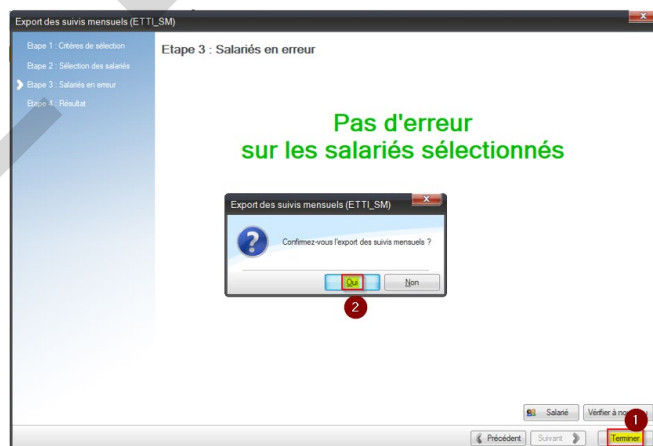 Export des suivis mensuels (ETTI_SM)
Etape 1 : Critères de sélection
Etape 2 : Sélection des salariés
Etape 3 : Salariés en erreur
Etape 4 : Résultat
Etape 3 : Salariés en erreur
Pas d'erreur
sur les salariés sélectionnés
Export des suivis mensuels (ETTI_SM)
Confirmez-vous l'export des suivis mensuels ?
Oui
Non
2
Salarié
Vérifier à
1
Précédent
Suivant
Terminer